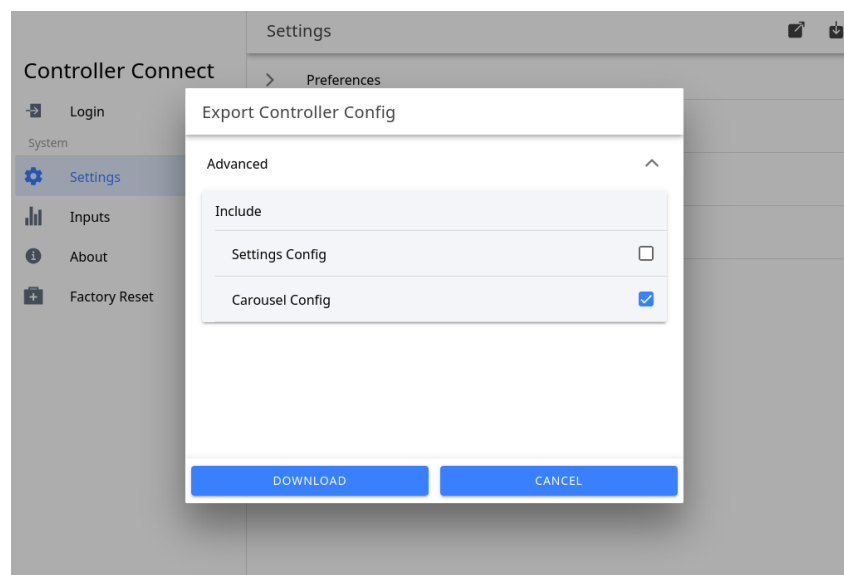 Settings
Controller Connect
Preferences
Login
System
Settings
Inputs
About
Factory Reset
Export Controller Config
Advanced
Include
Settings Config
Carousel Config
DOWNLOAD
CANCEL